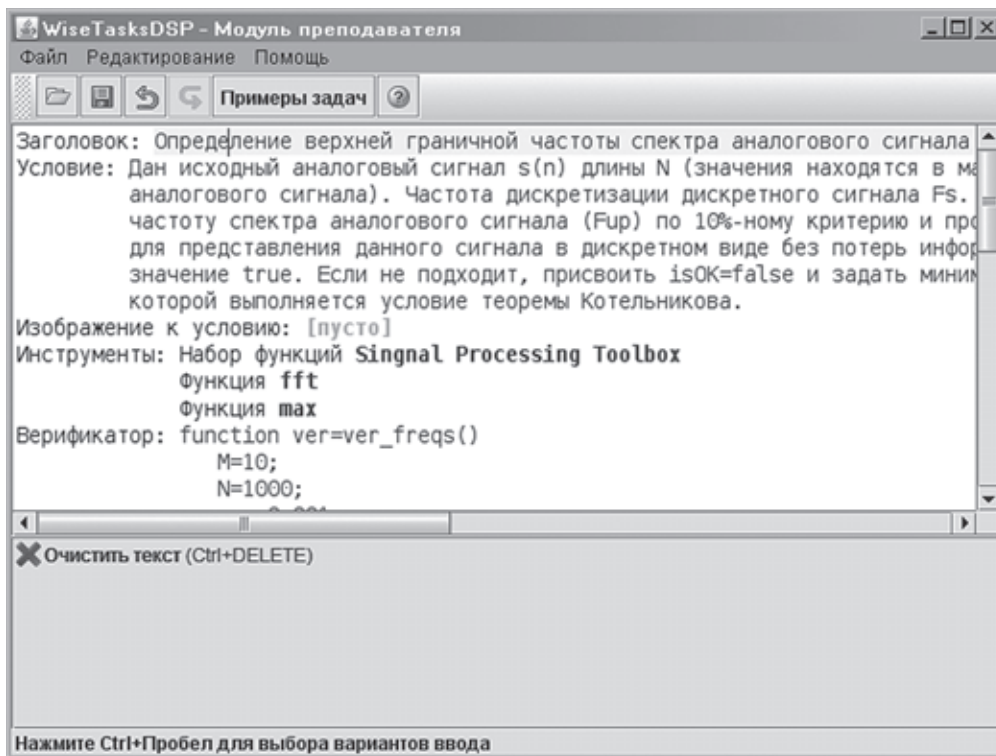 WiseTasksDSP - Модуль преподавателя
Файл Редактирование Помощь
Примеры задач
Заголовок: Определение верхней граничной частоты спектра аналогового сигнала
Условие: Дан исходный аналоговый сигнал s(n) длины N (значения находятся в
аналогового сигнала). Частота дискретизации дискретного сигнала Fs.
частоту спектра аналогового сигнала (Fup) по 10%-ному критерию и
для представления данного сигнала в дискретном виде без потерь
значение true. Если не подходит, присвоить isOK=false и задать
которой выполняется условие теоремы Котельникова.
Изображение к условию: [пусто]
Инструменты: Набор функций Singnal Processing Toolbox
Функция fft
Функция max
Верификатор: function ver=ver_freqs()
M=10;
N=1000;
Очистить текст (Ctrl+DELETE)
Нажмите Ctrl+Пробел для выбора вариантов ввода